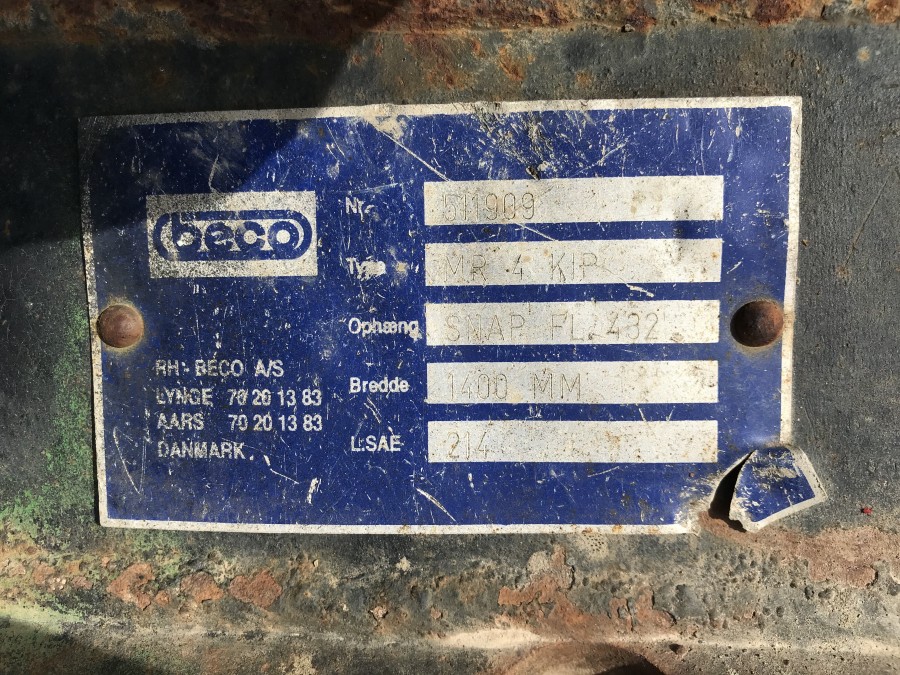 beco
Nr. 511909
Type MR 4 KIP
Ophæng SNAP FL. 432
Bredde 1400 MM
L.SAE 214
RH - BECO A/S
LYNGE 70 20 13 83
AARS 70 20 13 83
DANMARK